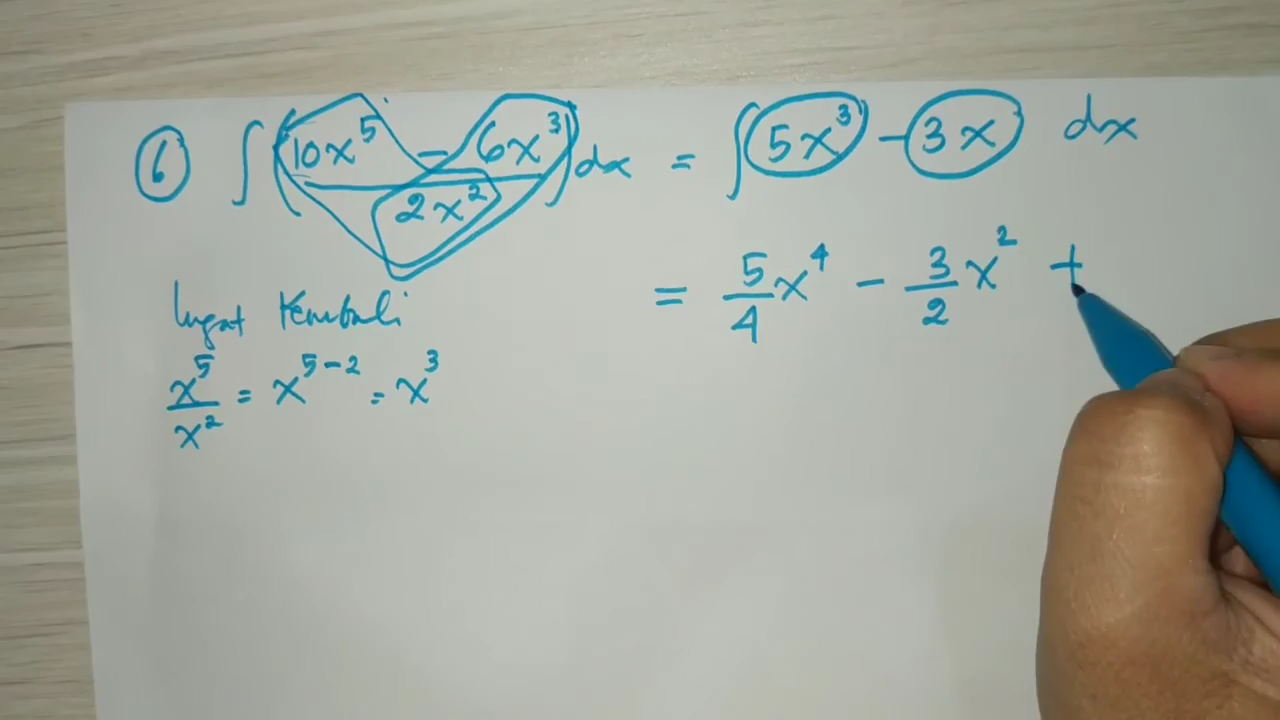 6 ∫ (10x⁵ - 6x³ / 2x²) dx = ∫ 5x³ - 3x dx
= 5/4 x⁴ - 3/2 x² +
Ingat Kembali
x⁵/x² = x⁵⁻² = x³